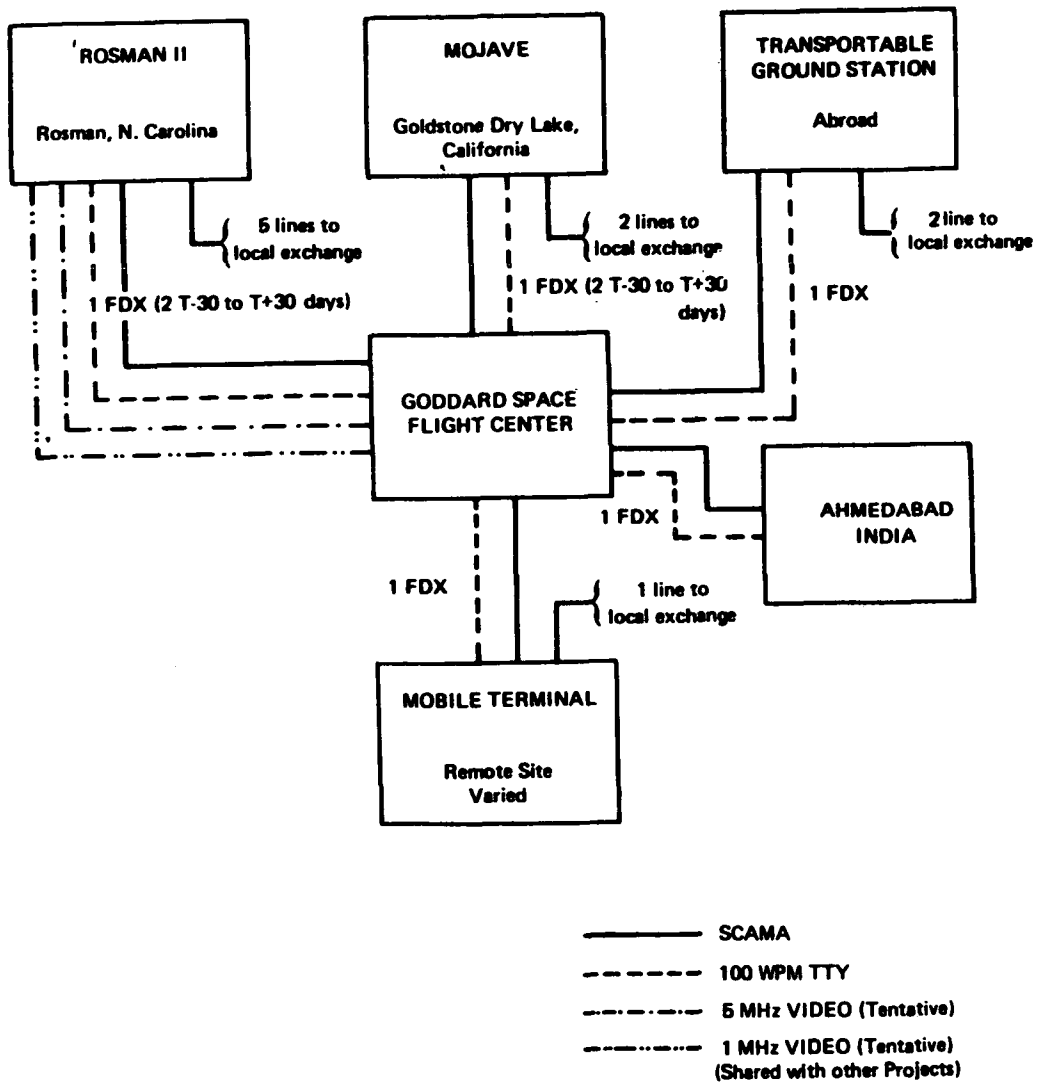 ROSMAN II
Rosman, N. Carolina
MOJAVE
Goldstone Dry Lake,
California
TRANSPORTABLE
GROUND STATION
Abroad
5 lines to
local exchange
2 lines to
local exchange
2 line to
local exchange
1 FDX (2 T-30 to T+30 days)
1 FDX (2 T-30 to T+30
days)
1 FDX
GODDARD SPACE
FLIGHT CENTER
1 FDX
AHMEDABAD
INDIA
1 FDX
1 line to
local exchange
MOBILE TERMINAL
Remote Site
Varied
SCAMA
100 WPM TTY
5 MHz VIDEO (Tentative)
1 MHz VIDEO (Tentative)
(Shared with other Projects)